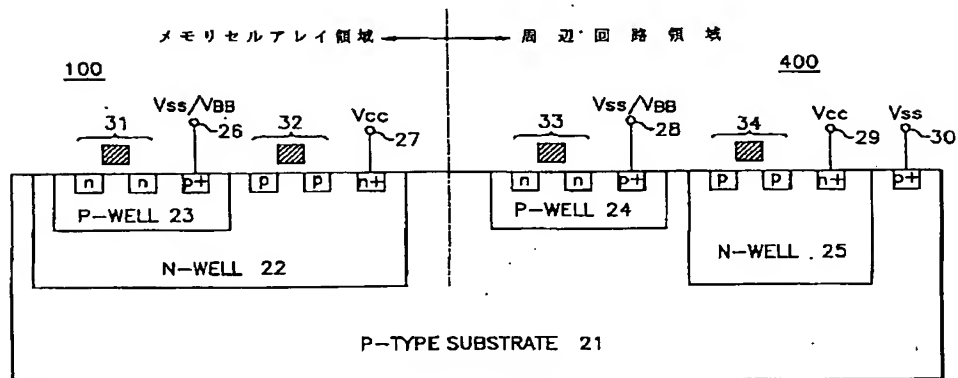 メモリセルアレイ領域 周辺回路領域
100 400
Vss/VBB Vcc Vss/VBB Vcc Vss
31 26 32 27 33 28 34 29 30
n n p+ p p n+ n n p+ p p n+ p+
P-WELL 23 P-WELL 24
N-WELL 22 N-WELL 25
P-TYPE SUBSTRATE 21